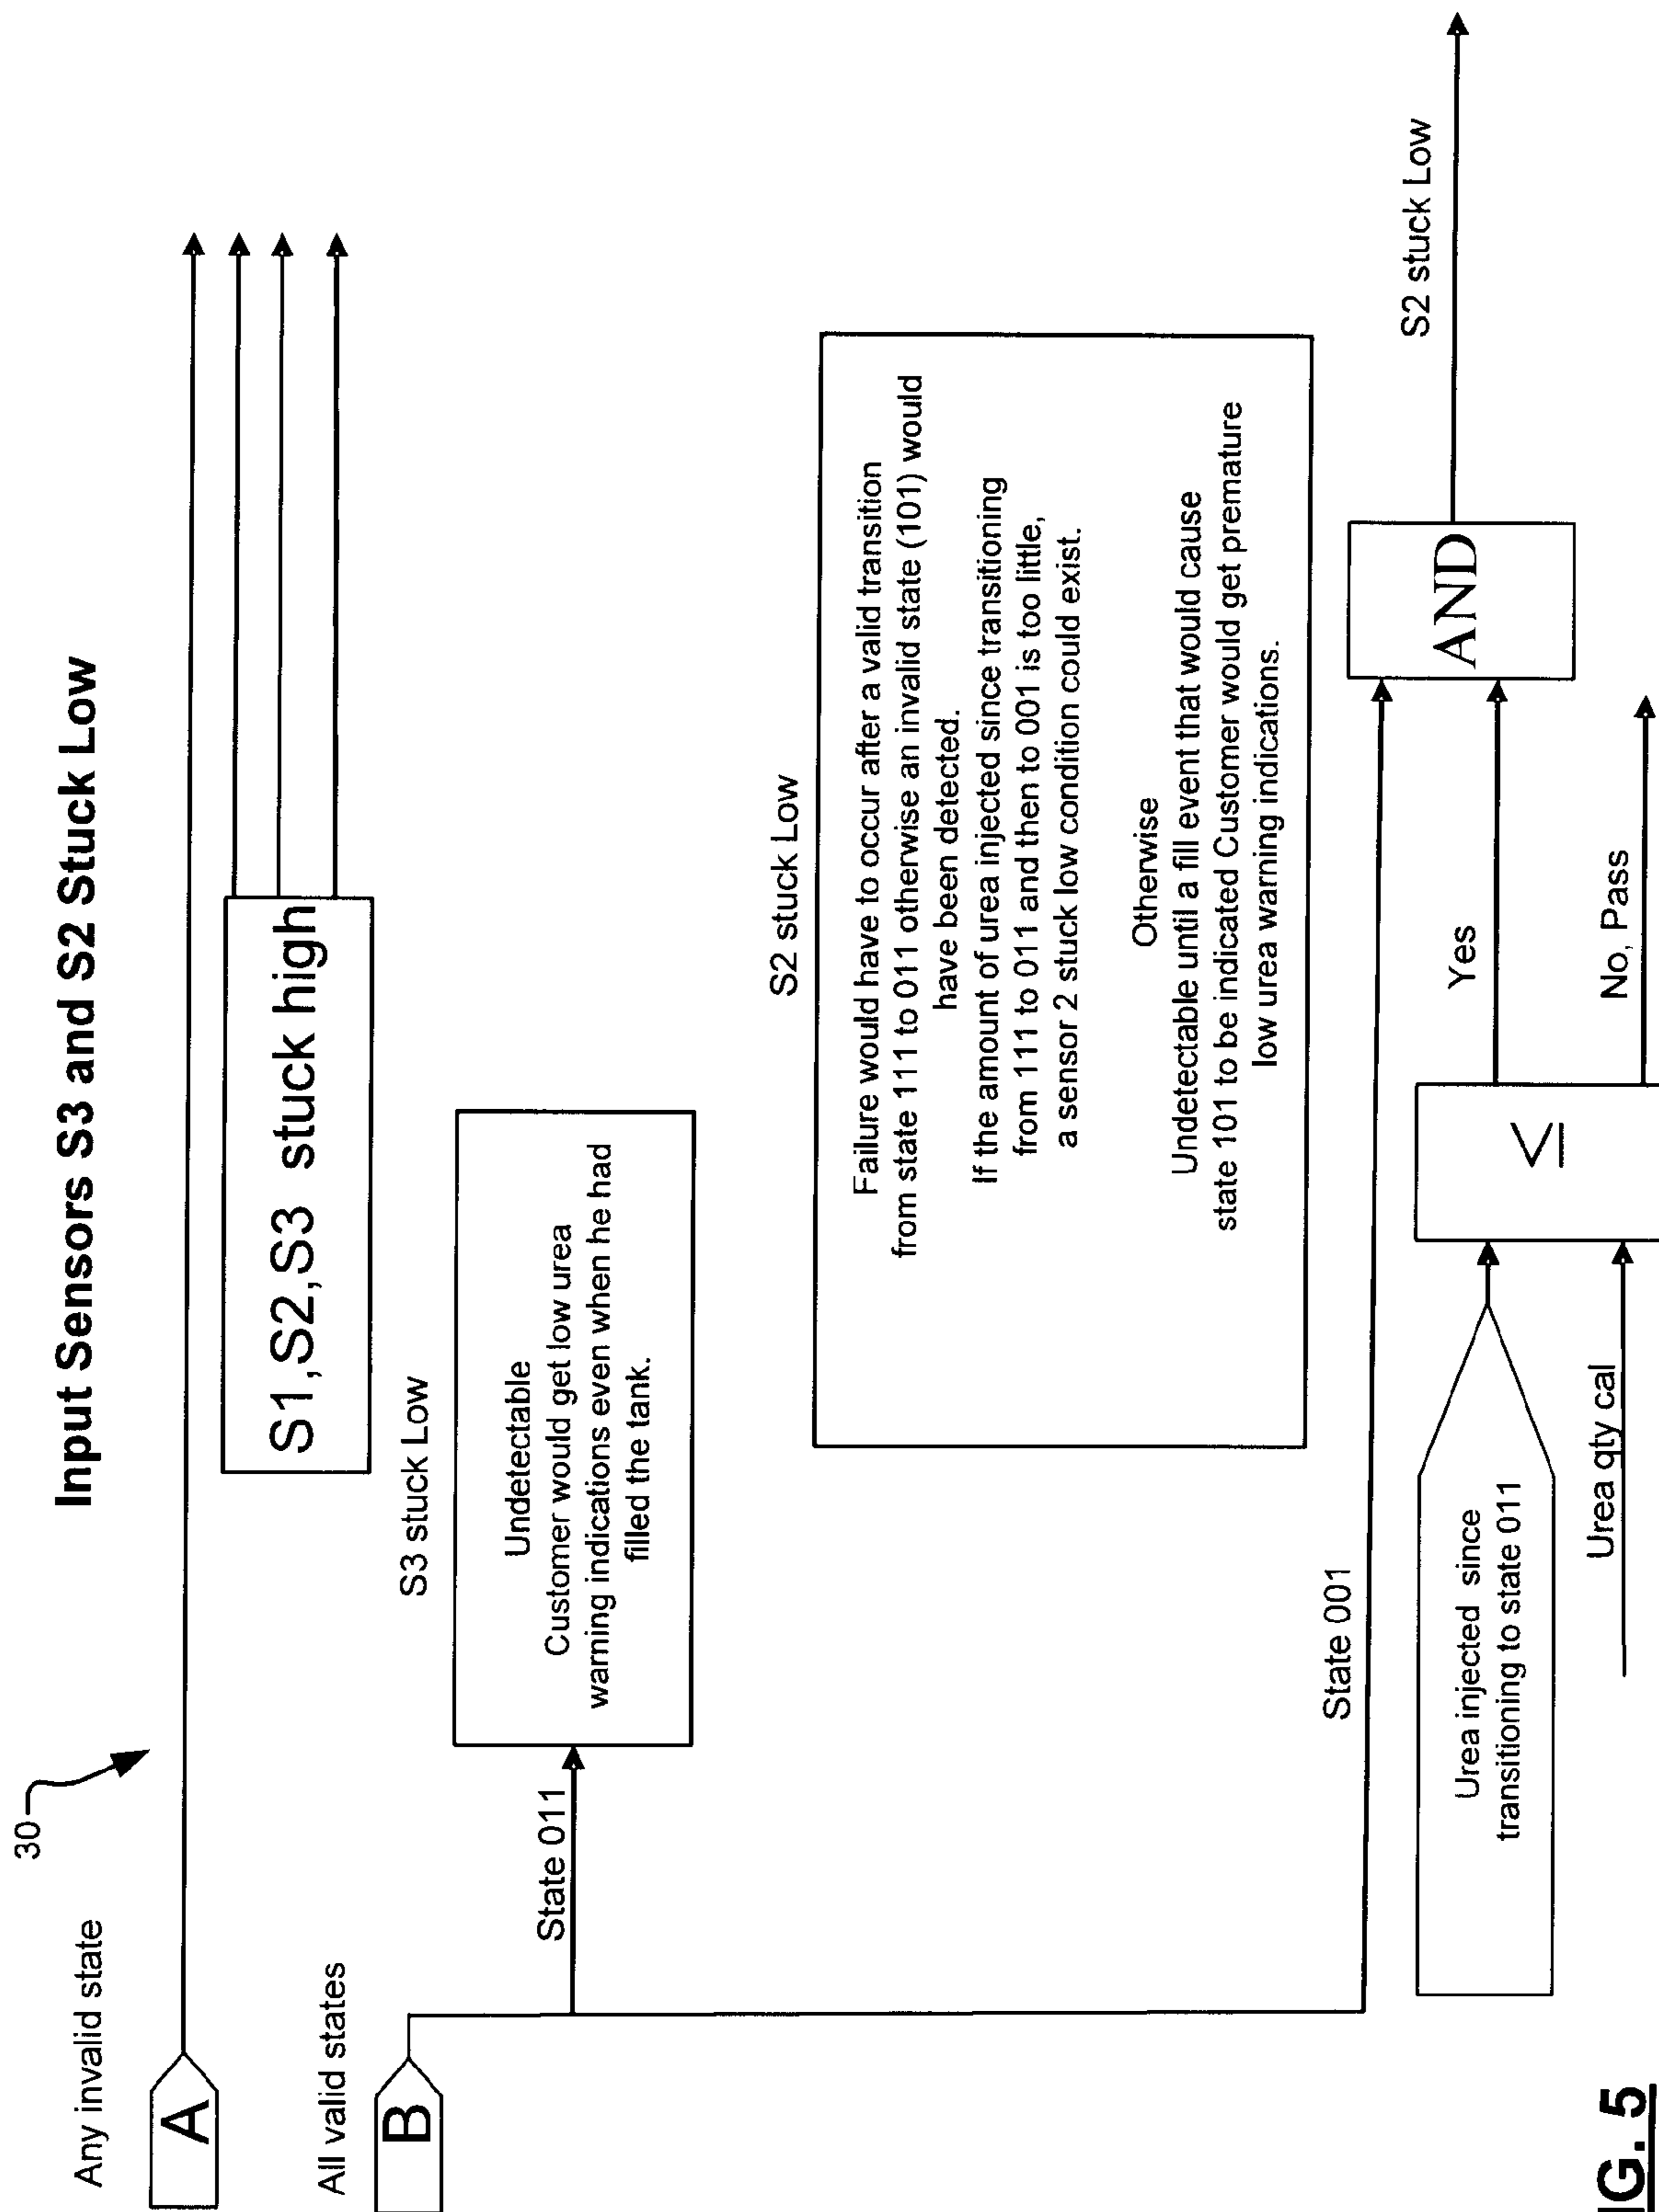 Input Sensors S3 and S2 Stuck Low
30
Any invalid state
A
S1,S2,S3 stuck high
All valid states
B
S3 stuck Low
State 011
Undetectable
Customer would get low urea
warning indications even when he had
filled the tank.
S2 stuck Low
Failure would have to occur after a valid transition
from state 111 to 011 otherwise an invalid state (101) would
have been detected.
If the amount of urea injected since transitioning
from 111 to 011 and then to 001 is too little,
a sensor 2 stuck low condition could exist.
Otherwise
Undetectable until a fill event that would cause
state 101 to be indicated Customer would get premature
low urea warning indications.
State 001
Urea injected since
transitioning to state 011
Urea qty cal
≤
Yes
No, Pass
AND
S2 stuck Low
IG. 5